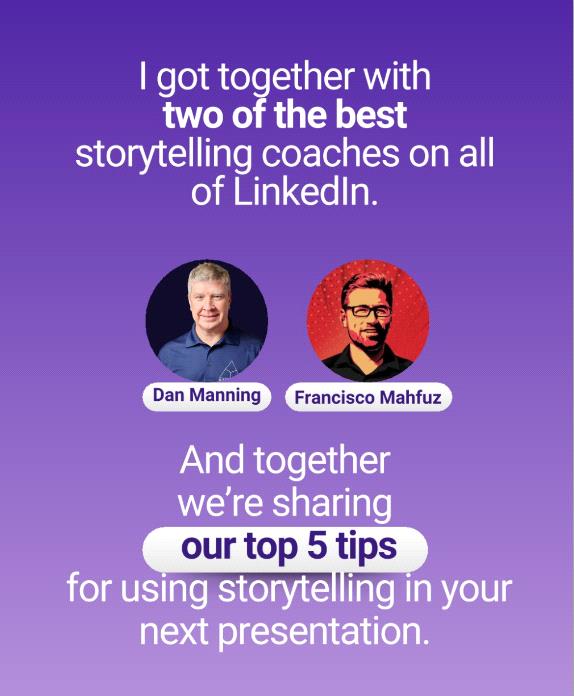 I got together with
two of the best
storytelling coaches on all
of LinkedIn.
Dan Manning
Francisco Mahfuz
And together
we're sharing
our top 5 tips
for using storytelling in your
next presentation.